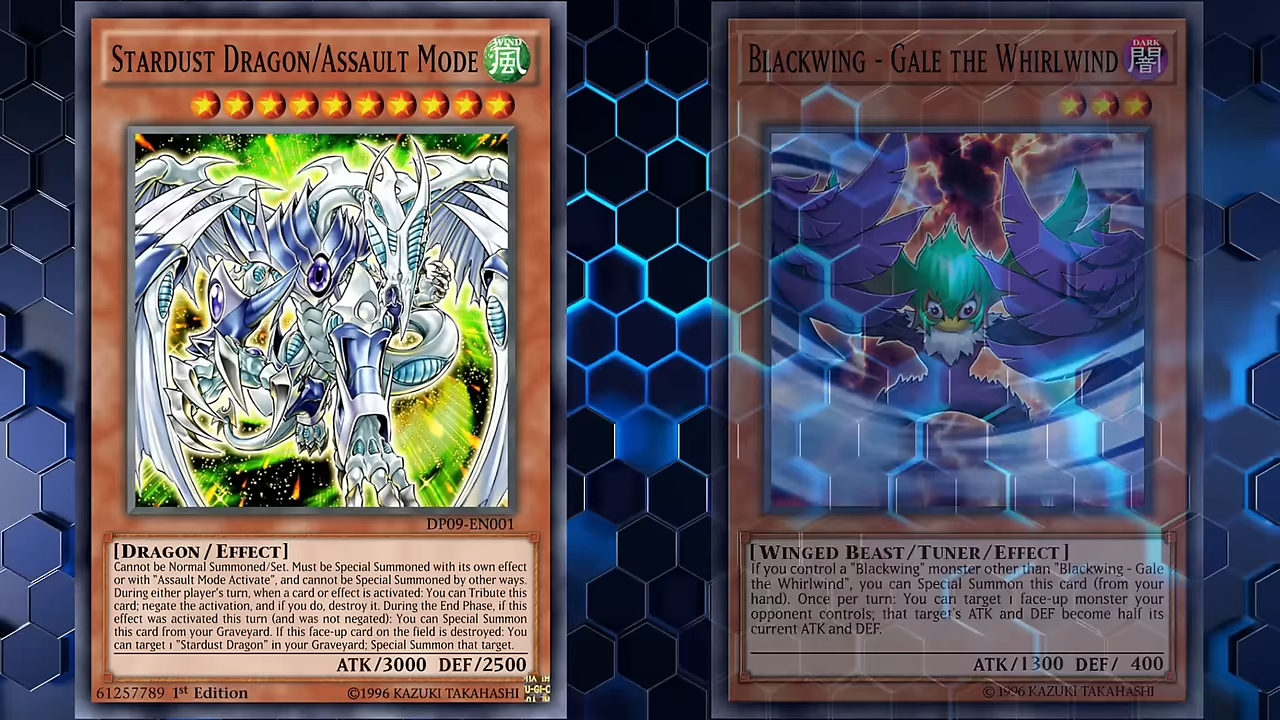 STARDUST DRAGON/ASSAULT MODE
WIND
風
DP09-EN001
[DRAGON / EFFECT]
Cannot be Normal Summoned/Set. Must be Special Summoned with its own effect
or with "Assault Mode Activate", and cannot be Special Summoned by other ways.
During either player's turn, when a card or effect is activated: You can Tribute this
card; negate the activation, and if you do, destroy it. During the End Phase, if this
effect was activated this turn (and was not negated): You can Special Summon
this card from your Graveyard. If this face-up card on the field is destroyed: You
can target 1 "Stardust Dragon" in your Graveyard; Special Summon that target.
ATK/3000 DEF/2500
61257789 1st Edition
©1996 KAZUKI TAKAHASHI
BLACKWING - GALE THE WHIRLWIND
DARK
闇
[WINGED BEAST/TUNER/EFFECT]
If you control a "Blackwing" monster other than "Blackwing - Gale
the Whirlwind", you can Special Summon this card (from your
hand). Once per turn: You can target 1 face-up monster your
opponent controls; that target's ATK and DEF become half its
current ATK and DEF.
ATK/1300 DEF/ 400
©1996 KAZUKI TAKAHASHI